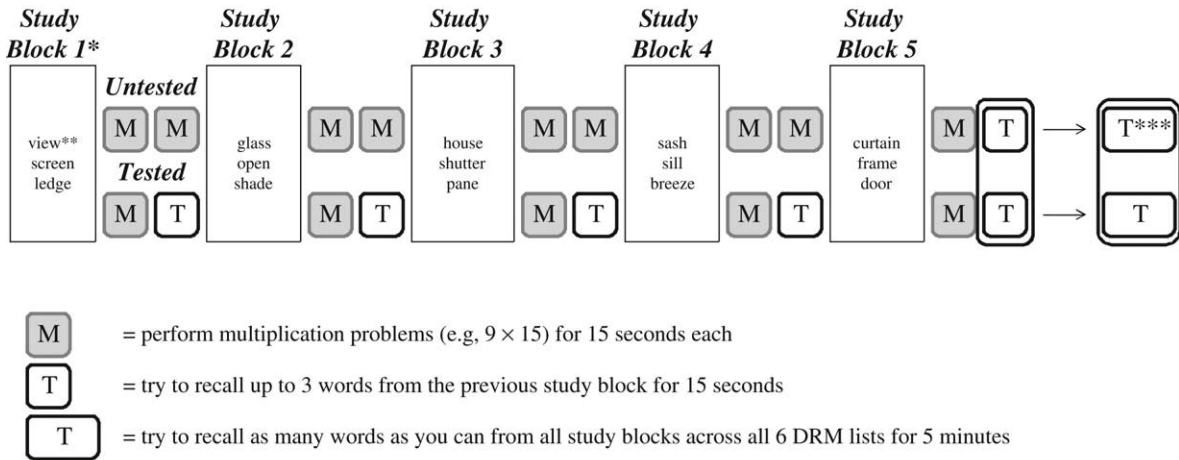 Study Block 1*
Study Block 2
Study Block 3
Study Block 4
Study Block 5
Untested
Tested
view**
screen
ledge
glass
open
shade
house
shutter
pane
sash
sill
breeze
curtain
frame
door
M M M M M M M M M T T***
M T M T M T M T M T T
M = perform multiplication problems (e.g, 9 × 15) for 15 seconds each
T = try to recall up to 3 words from the previous study block for 15 seconds
T = try to recall as many words as you can from all study blocks across all 6 DRM lists for 5 minutes